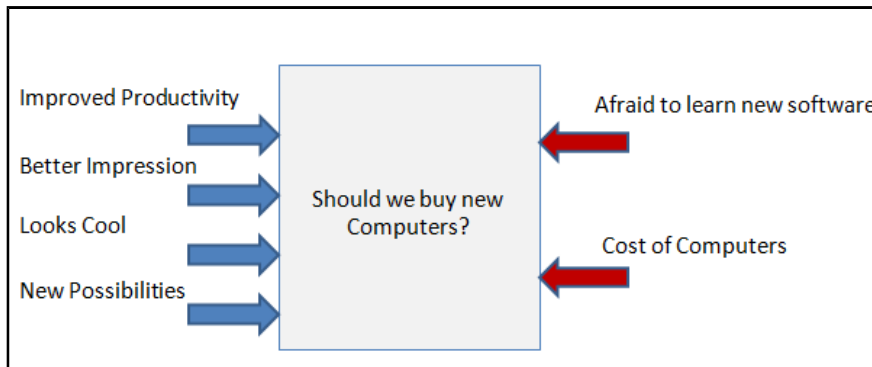 Improved Productivity
Better Impression
Looks Cool
New Possibilities
Should we buy new
Computers?
Afraid to learn new software
Cost of Computers